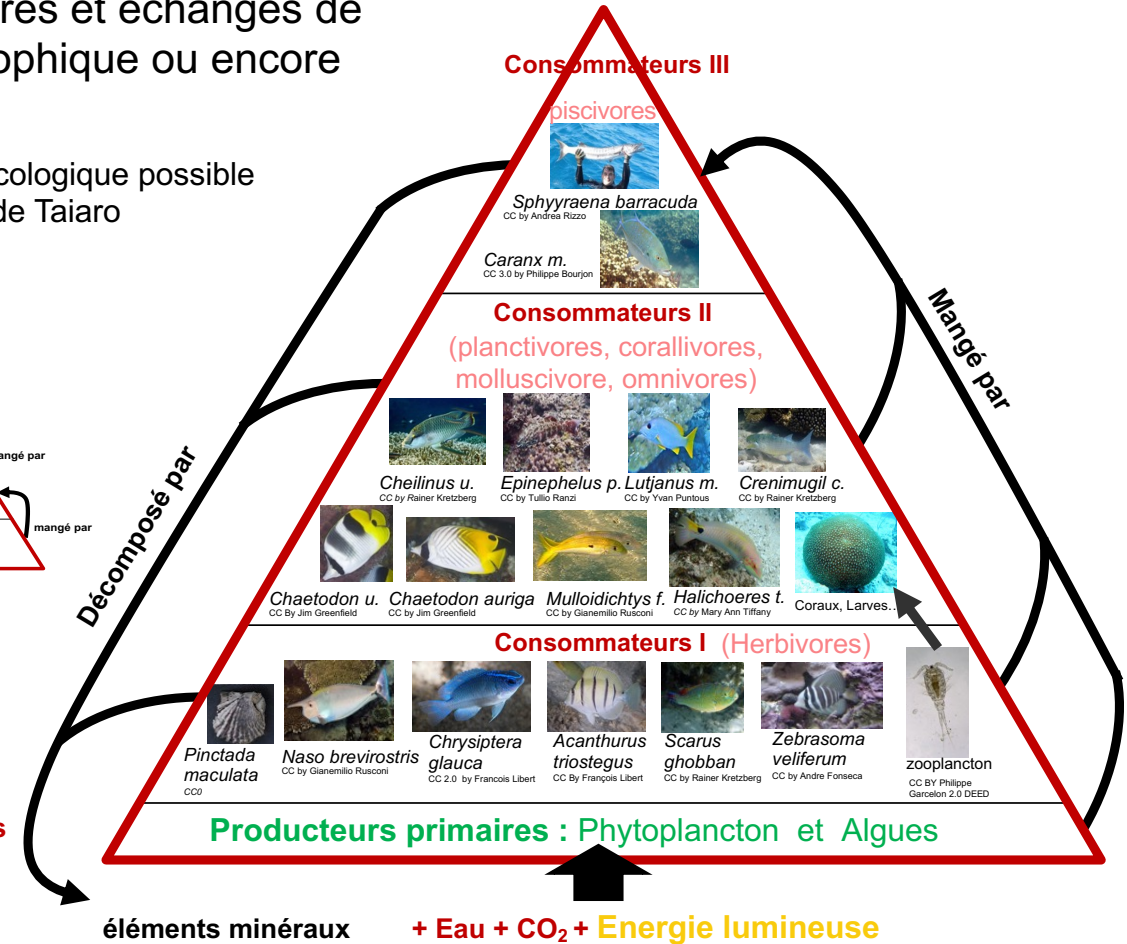 res et échanges de
ophique ou encore
cologique possible
de Taiaro
Consommateurs III
piscivores
Sphyyraena barracuda
CC by Andrea Rizzo
Caranx m.
CC 3.0 by Philippe Bourjon
Consommateurs II
(planctivores, corallivores,
molluscivore, omnivores)
Cheilinus u.
CC by Rainer Kretzberg
Epinephelus p.
CC by Tullio Ranzi
Lutjanus m.
CC by Yvan Puntous
Crenimugil c.
CC by Rainer Kretzberg
Chaetodon u.
CC By Jim Greenfield
Chaetodon auriga
CC by Jim Greenfield
Mulloidichtys f.
CC by Gianemilio Rusconi
Halichoeres t.
CC by Mary Ann Tiffany
Coraux, Larves...
Consommateurs I (Herbivores)
Pinctada
maculata
CC0
Naso brevirostris
CC by Gianemilio Rusconi
Chrysiptera
glauca
CC 2.0 by Francois Libert
Acanthurus
triostegus
CC By François Libert
Scarus
ghobban
CC by Rainer Kretzberg
Zebrasoma
veliferum
CC by Andre Fonseca
zooplancton
CC BY Philippe
Garcelon 2.0 DEED
Producteurs primaires : Phytoplancton et Algues
éléments minéraux + Eau + CO₂ + Energie lumineuse
Décomposé par
Mangé par
angé par
mangé par
s